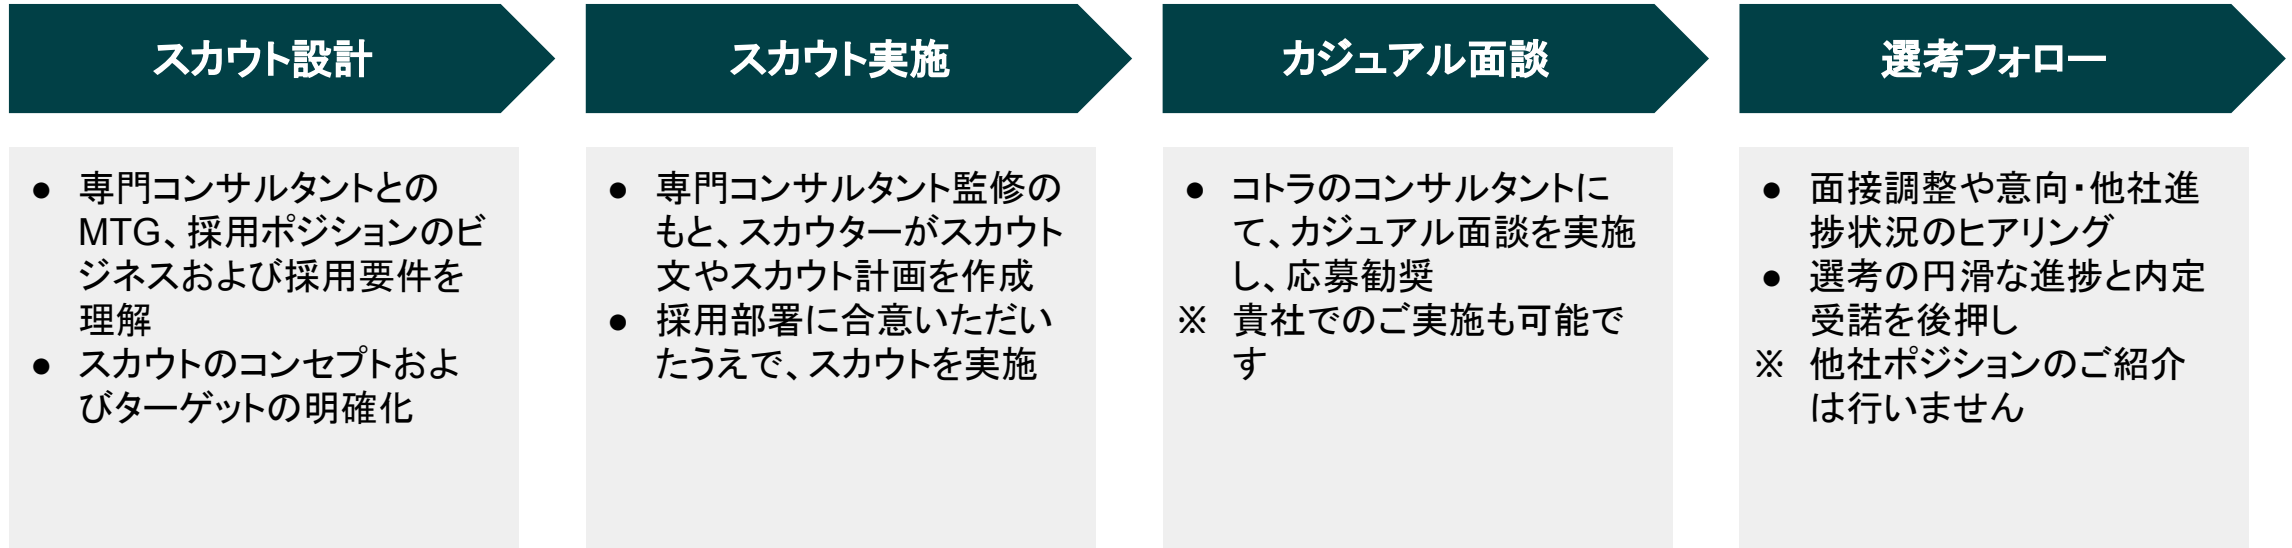 スカウト設計
● 専門コンサルタントとの
MTG、採用ポジションのビ
ジネスおよび採用要件を
理解
● スカウトのコンセプトおよ
びターゲットの明確化
スカウト実施
● 専門コンサルタント監修の
もと、スカウターがスカウト
文やスカウト計画を作成
● 採用部署に合意いただい
たうえで、スカウトを実施
カジュアル面談
● コトラのコンサルタントに
て、カジュアル面談を実施
し、応募勧奨
※ 貴社でのご実施も可能で
す
選考フォロー
● 面接調整や意向・他社進
捗状況のヒアリング
● 選考の円滑な進捗と内定
受諾を後押し
※ 他社ポジションのご紹介
は行いません